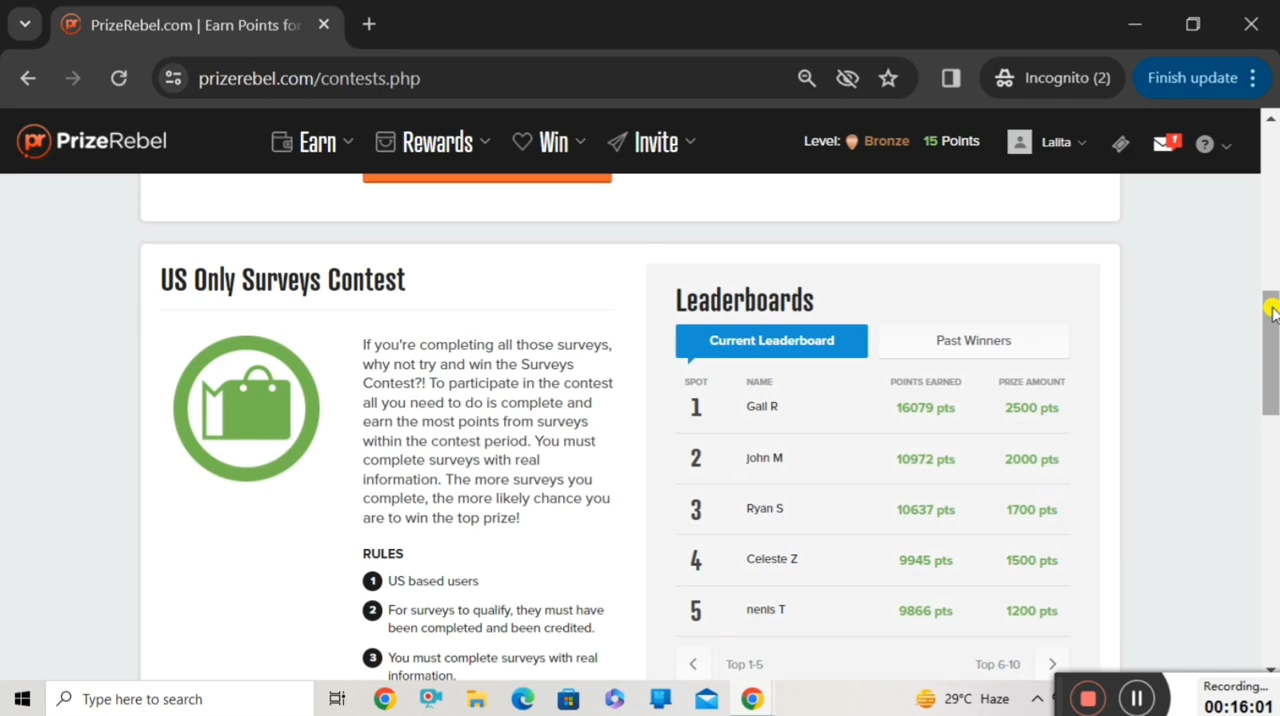 PrizeRebel.com | Earn Points for
prizerebel.com/contests.php
Incognito (2)
Finish update
pr PrizeRebel
Earn
Rewards
Win
Invite
Level: Bronze
15 Points
Lalita
1
?
US Only Surveys Contest
If you're completing all those surveys,
why not try and win the Surveys
Contest?! To participate in the contest
all you need to do is complete and
earn the most points from surveys
within the contest period. You must
complete surveys with real
information. The more surveys you
complete, the more likely chance you
are to win the top prize!
RULES
1 US based users
2 For surveys to qualify, they must have
been completed and been credited.
3 You must complete surveys with real
information.
Leaderboards
Current Leaderboard
Past Winners
SPOT NAME POINTS EARNED PRIZE AMOUNT
1 Gail R 16079 pts 2500 pts
2 John M 10972 pts 2000 pts
3 Ryan S 10637 pts 1700 pts
4 Celeste Z 9945 pts 1500 pts
5 nenis T 9866 pts 1200 pts
Top 1-5
Top 6-10
Type here to search
29°C Haze
Recording...
00:16:01